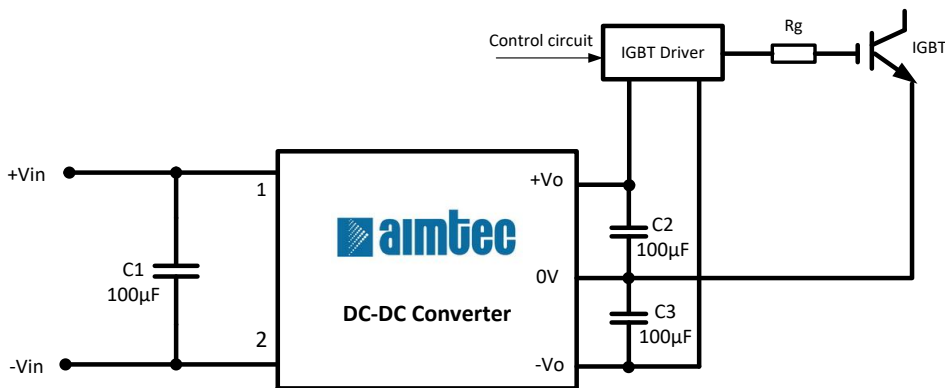 Rg
Control circuit
IGBT Driver
IGBT
+Vin
1
+Vo
aimtec
C2
100µF
C1
100µF
0V
DC-DC Converter
C3
100µF
2
-Vin
-Vo